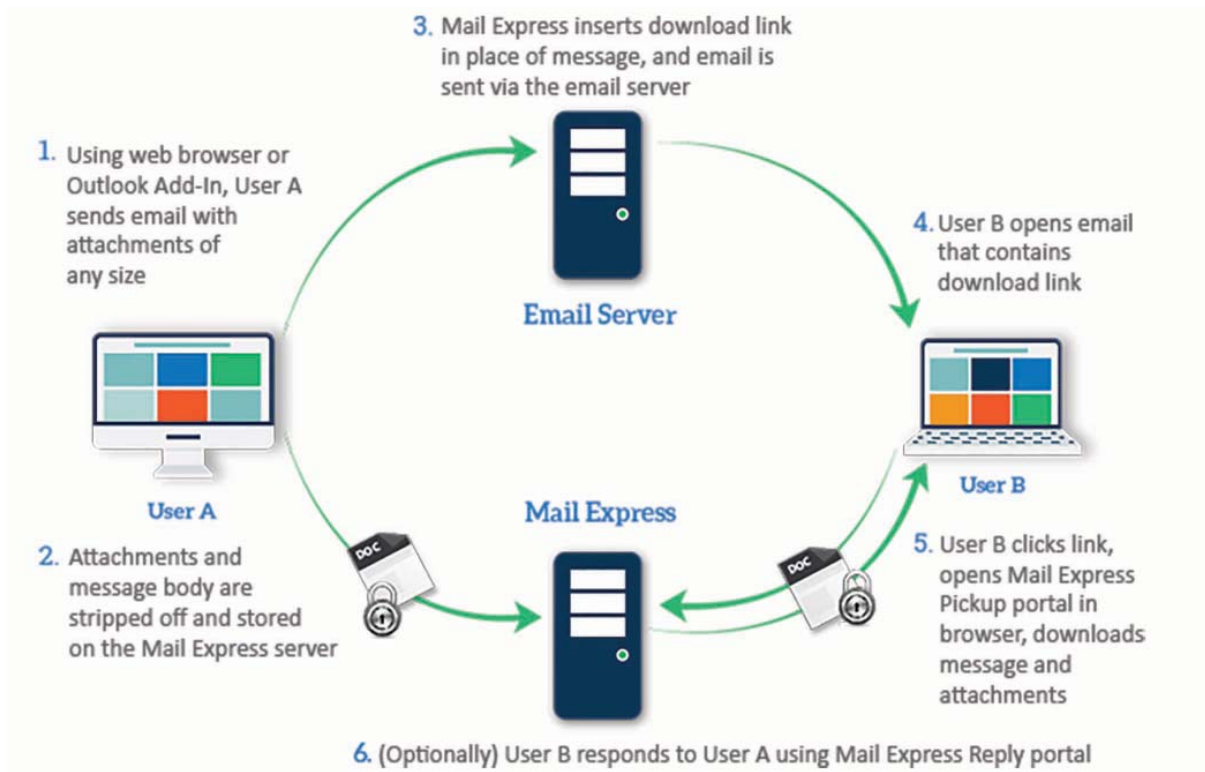 3. Mail Express inserts download link
in place of message, and email is
sent via the email server
1. Using web browser or
Outlook Add-In, User A
sends email with
attachments of
any size
Email Server
4. User B opens email
that contains
download link
User A
User B
2. Attachments and
message body are
stripped off and stored
on the Mail Express server
DOC
Mail Express
DOC
5. User B clicks link,
opens Mail Express
Pickup portal in
browser, downloads
message and
attachments
6. (Optionally) User B responds to User A using Mail Express Reply portal